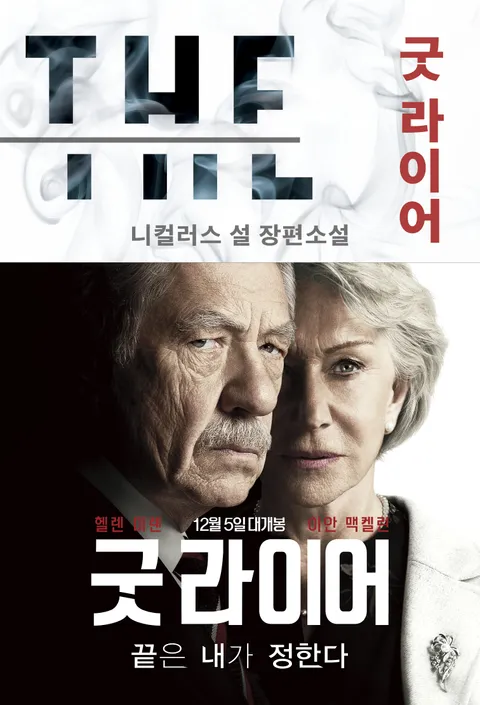 THE
굿 라이어
니컬러스 설 장편소설
헬렌 미렌 12월 5일 대개봉 이안 맥켈런
굿 라이어
끝은 내가 정한다